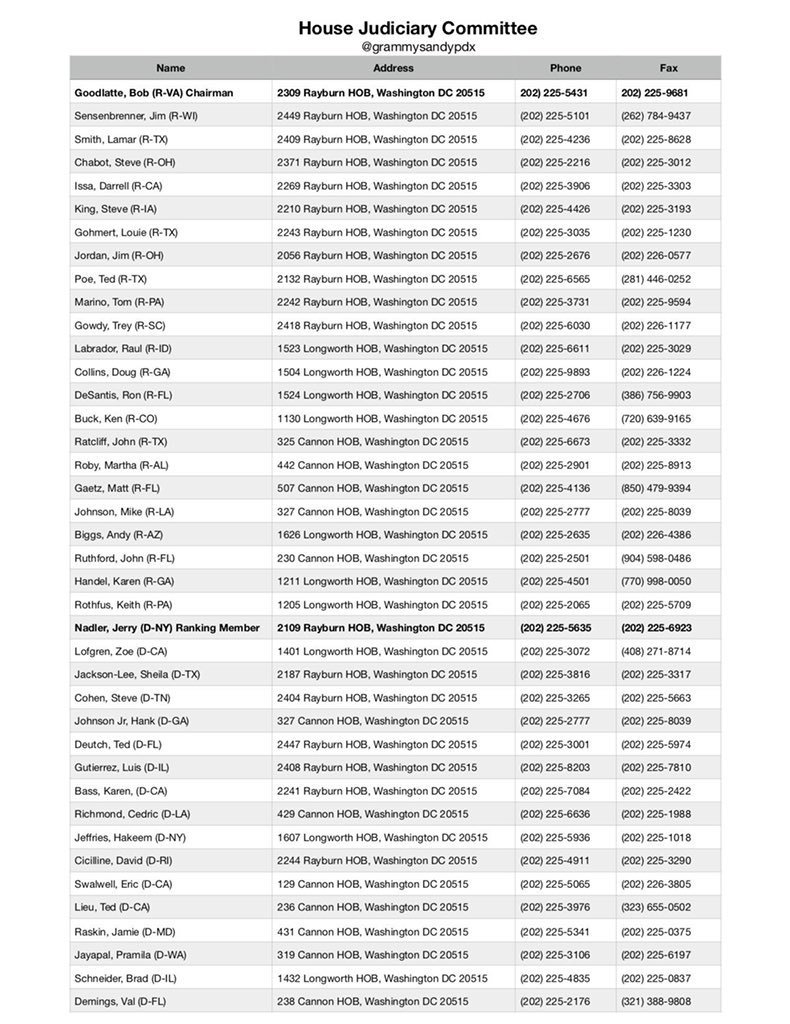 House Judiciary Committee
@grammysandypdx
Name Address Phone Fax
Goodlatte, Bob (R-VA) Chairman 2309 Rayburn HOB, Washington DC 20515 202) 225-5431 202) 225-9681
Sensenbrenner, Jim (R-WI) 2449 Rayburn HOB, Washington DC 20515 (202) 225-5101 (262) 784-9437
Smith, Lamar (R-TX) 2409 Rayburn HOB, Washington DC 20515 (202) 225-4236 (202) 225-8628
Chabot, Steve (R-OH) 2371 Rayburn HOB, Washington DC 20515 (202) 225-2216 (202) 225-3012
Issa, Darrell (R-CA) 2269 Rayburn HOB, Washington DC 20515 (202) 225-3906 (202) 225-3303
King, Steve (R-IA) 2210 Rayburn HOB, Washington DC 20515 (202) 225-4426 (202) 225-3193
Gohmert, Louie (R-TX) 2243 Rayburn HOB, Washington DC 20515 (202) 225-3035 (202) 225-1230
Jordan, Jim (R-OH) 2056 Rayburn HOB, Washington DC 20515 (202) 225-2676 (202) 226-0577
Poe, Ted (R-TX) 2132 Rayburn HOB, Washington DC 20515 (202) 225-6565 (281) 446-0252
Marino, Tom (R-PA) 2242 Rayburn HOB, Washington DC 20515 (202) 225-3731 (202) 225-9594
Gowdy, Trey (R-SC) 2418 Rayburn HOB, Washington DC 20515 (202) 225-6030 (202) 226-1177
Labrador, Raul (R-ID) 1523 Longworth HOB, Washington DC 20515 (202) 225-6611 (202) 225-3029
Collins, Doug (R-GA) 1504 Longworth HOB, Washington DC 20515 (202) 225-9893 (202) 226-1224
DeSantis, Ron (R-FL) 1524 Longworth HOB, Washington DC 20515 (202) 225-2706 (386) 756-9903
Buck, Ken (R-CO) 1130 Longworth HOB, Washington DC 20515 (202) 225-4676 (720) 639-9165
Ratcliff, John (R-TX) 325 Cannon HOB, Washington DC 20515 (202) 225-6673 (202) 225-3332
Roby, Martha (R-AL) 442 Cannon HOB, Washington DC 20515 (202) 225-2901 (202) 225-8913
Gaetz, Matt (R-FL) 507 Cannon HOB, Washington DC 20515 (202) 225-4136 (850) 479-9394
Johnson, Mike (R-LA) 327 Cannon HOB, Washington DC 20515 (202) 225-2777 (202) 225-8039
Biggs, Andy (R-AZ) 1626 Longworth HOB, Washington DC 20515 (202) 225-2635 (202) 226-4386
Ruthford, John (R-FL) 230 Cannon HOB, Washington DC 20515 (202) 225-2501 (904) 598-0486
Handel, Karen (R-GA) 1211 Longworth HOB, Washington DC 20515 (202) 225-4501 (770) 998-0050
Rothfus, Keith (R-PA) 1205 Longworth HOB, Washington DC 20515 (202) 225-2065 (202) 225-5709
Nadler, Jerry (D-NY) Ranking Member 2109 Rayburn HOB, Washington DC 20515 (202) 225-5635 (202) 225-6923
Lofgren, Zoe (D-CA) 1401 Longworth HOB, Washington DC 20515 (202) 225-3072 (408) 271-8714
Jackson-Lee, Sheila (D-TX) 2187 Rayburn HOB, Washington DC 20515 (202) 225-3816 (202) 225-3317
Cohen, Steve (D-TN) 2404 Rayburn HOB, Washington DC 20515 (202) 225-3265 (202) 225-5663
Johnson Jr, Hank (D-GA) 327 Cannon HOB, Washington DC 20515 (202) 225-2777 (202) 225-8039
Deutch, Ted (D-FL) 2447 Rayburn HOB, Washington DC 20515 (202) 225-3001 (202) 225-5974
Gutierrez, Luis (D-IL) 2408 Rayburn HOB, Washington DC 20515 (202) 225-8203 (202) 225-7810
Bass, Karen, (D-CA) 2241 Rayburn HOB, Washington DC 20515 (202) 225-7084 (202) 225-2422
Richmond, Cedric (D-LA) 429 Cannon HOB, Washington DC 20515 (202) 225-6636 (202) 225-1988
Jeffries, Hakeem (D-NY) 1607 Longworth HOB, Washington DC 20515 (202) 225-5936 (202) 225-1018
Cicilline, David (D-RI) 2244 Rayburn HOB, Washington DC 20515 (202) 225-4911 (202) 225-3290
Swalwell, Eric (D-CA) 129 Cannon HOB, Washington DC 20515 (202) 225-5065 (202) 226-3805
Lieu, Ted (D-CA) 236 Cannon HOB, Washington DC 20515 (202) 225-3976 (323) 655-0502
Raskin, Jamie (D-MD) 431 Cannon HOB, Washington DC 20515 (202) 225-5341 (202) 225-0375
Jayapal, Pramila (D-WA) 319 Cannon HOB, Washington DC 20515 (202) 225-3106 (202) 225-6197
Schneider, Brad (D-IL) 1432 Longworth HOB, Washington DC 20515 (202) 225-4835 (202) 225-0837
Demings, Val (D-FL) 238 Cannon HOB, Washington DC 20515 (202) 225-2176 (321) 388-9808